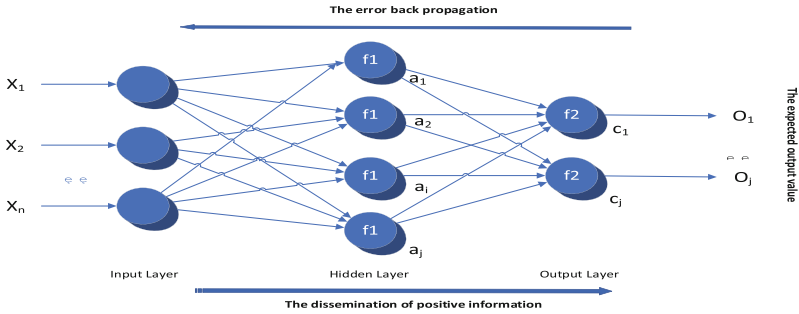 The error back propagation
X1
X2
Xn
f1
f1
f1
f1
a1
a2
ai
aj
f2
f2
c1
cj
O1
Oj
The expected output value
Input Layer
Hidden Layer
Output Layer
The dissemination of positive information